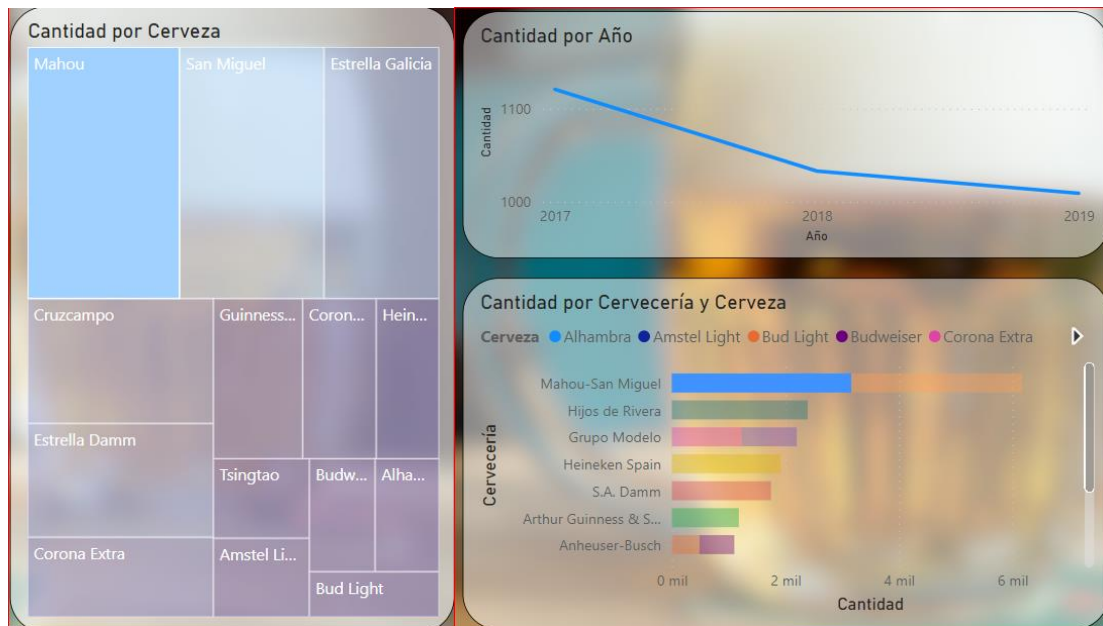 Cantidad por Cerveza
Mahou
San Miguel
Estrella Galicia
Cruzcampo
Guinness...
Coron...
Hein...
Estrella Damm
Tsingtao
Budw...
Alha...
Corona Extra
Amstel Li...
Bud Light
Cantidad por Año
Cantidad
1100
1000
2017
2018
2019
Año
Cantidad por Cervecería y Cerveza
Cerveza Alhambra Amstel Light Bud Light Budweiser Corona Extra
Cervecería
Mahou-San Miguel
Hijos de Rivera
Grupo Modelo
Heineken Spain
S.A. Damm
Arthur Guinness & S...
Anheuser-Busch
0 mil
2 mil
4 mil
6 mil
Cantidad